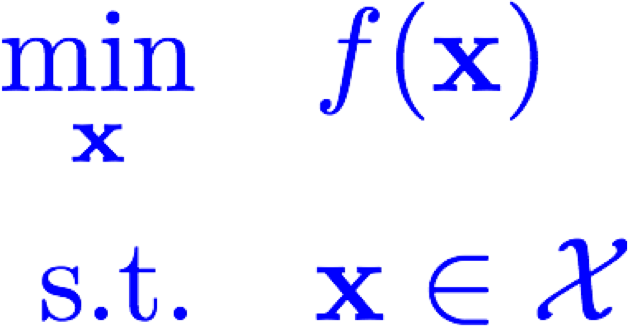 min f(𝐱)
𝐱
s.t. 𝐱 ∈ 𝒳